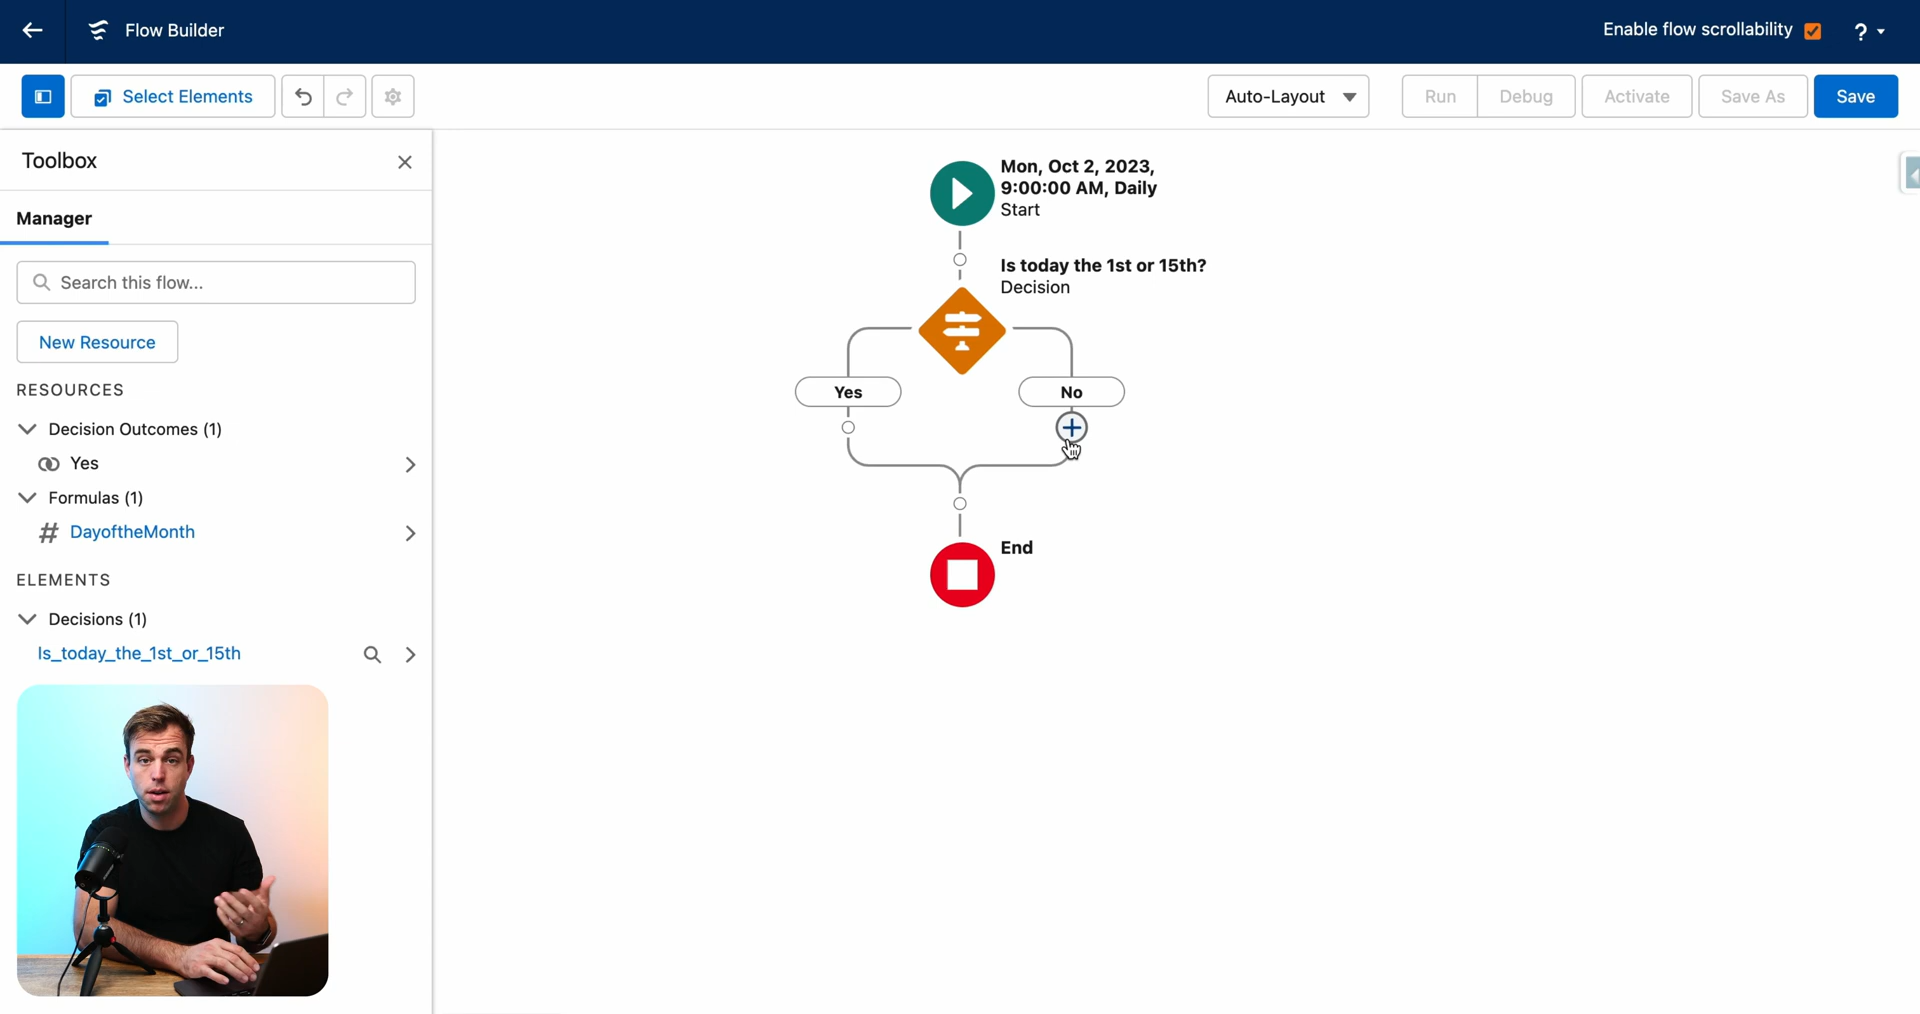 Flow Builder
Enable flow scrollability
?
Select Elements
Auto-Layout
Run
Debug
Activate
Save As
Save
Toolbox
Manager
Search this flow...
New Resource
RESOURCES
Decision Outcomes (1)
Yes
Formulas (1)
# DayoftheMonth
ELEMENTS
Decisions (1)
Is_today_the_1st_or_15th
Mon, Oct 2, 2023,
9:00:00 AM, Daily
Start
Is today the 1st or 15th?
Decision
Yes
No
End